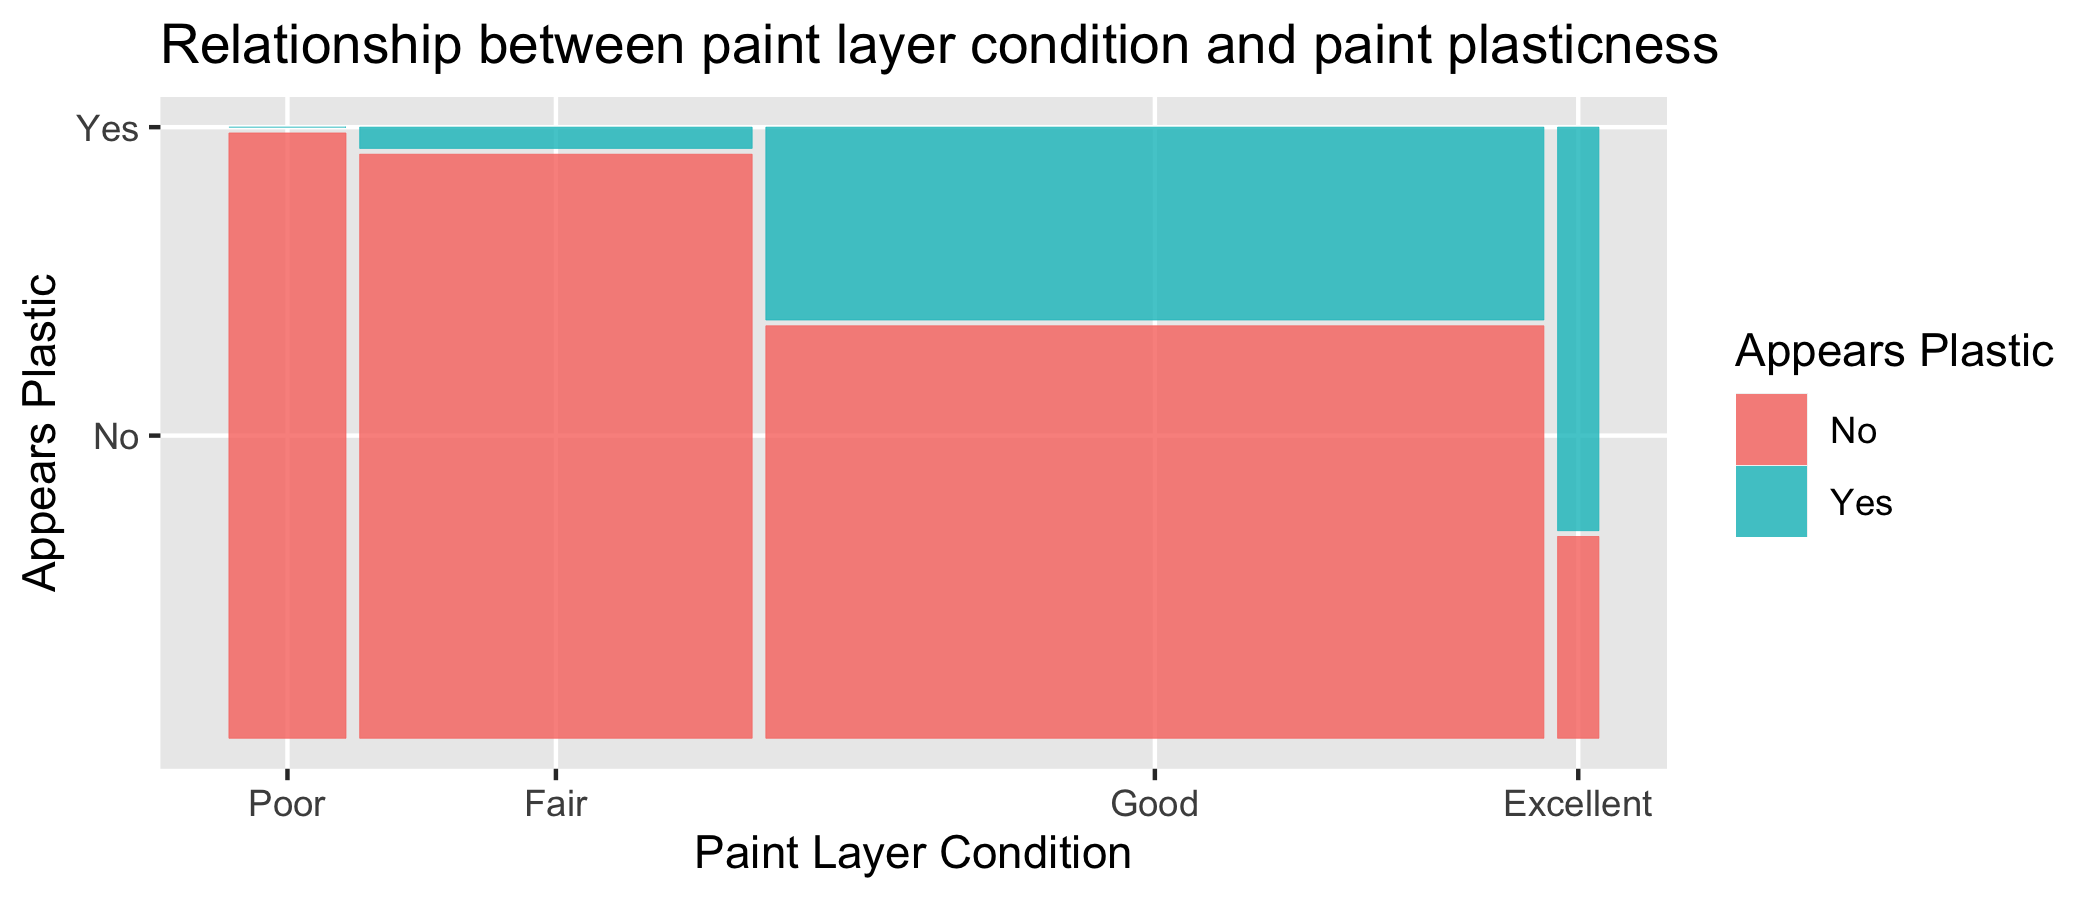 Relationship between paint layer condition and paint plasticness
Appears Plastic
Yes
No
Poor
Fair
Good
Excellent
Paint Layer Condition
Appears Plastic
No
Yes